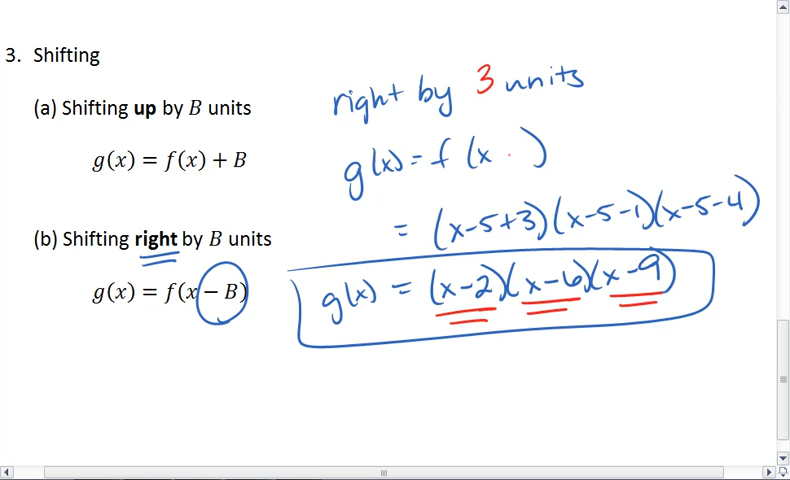 3. Shifting
(a) Shifting up by B units
g(x) = f(x) + B
(b) Shifting right by B units
g(x) = f(x − B)
right by 3 units
g(x) = f (x )
= (x-5+3)(x-5-1)(x-5-4)
g(x) = (x-2)(x-6)(x-9)